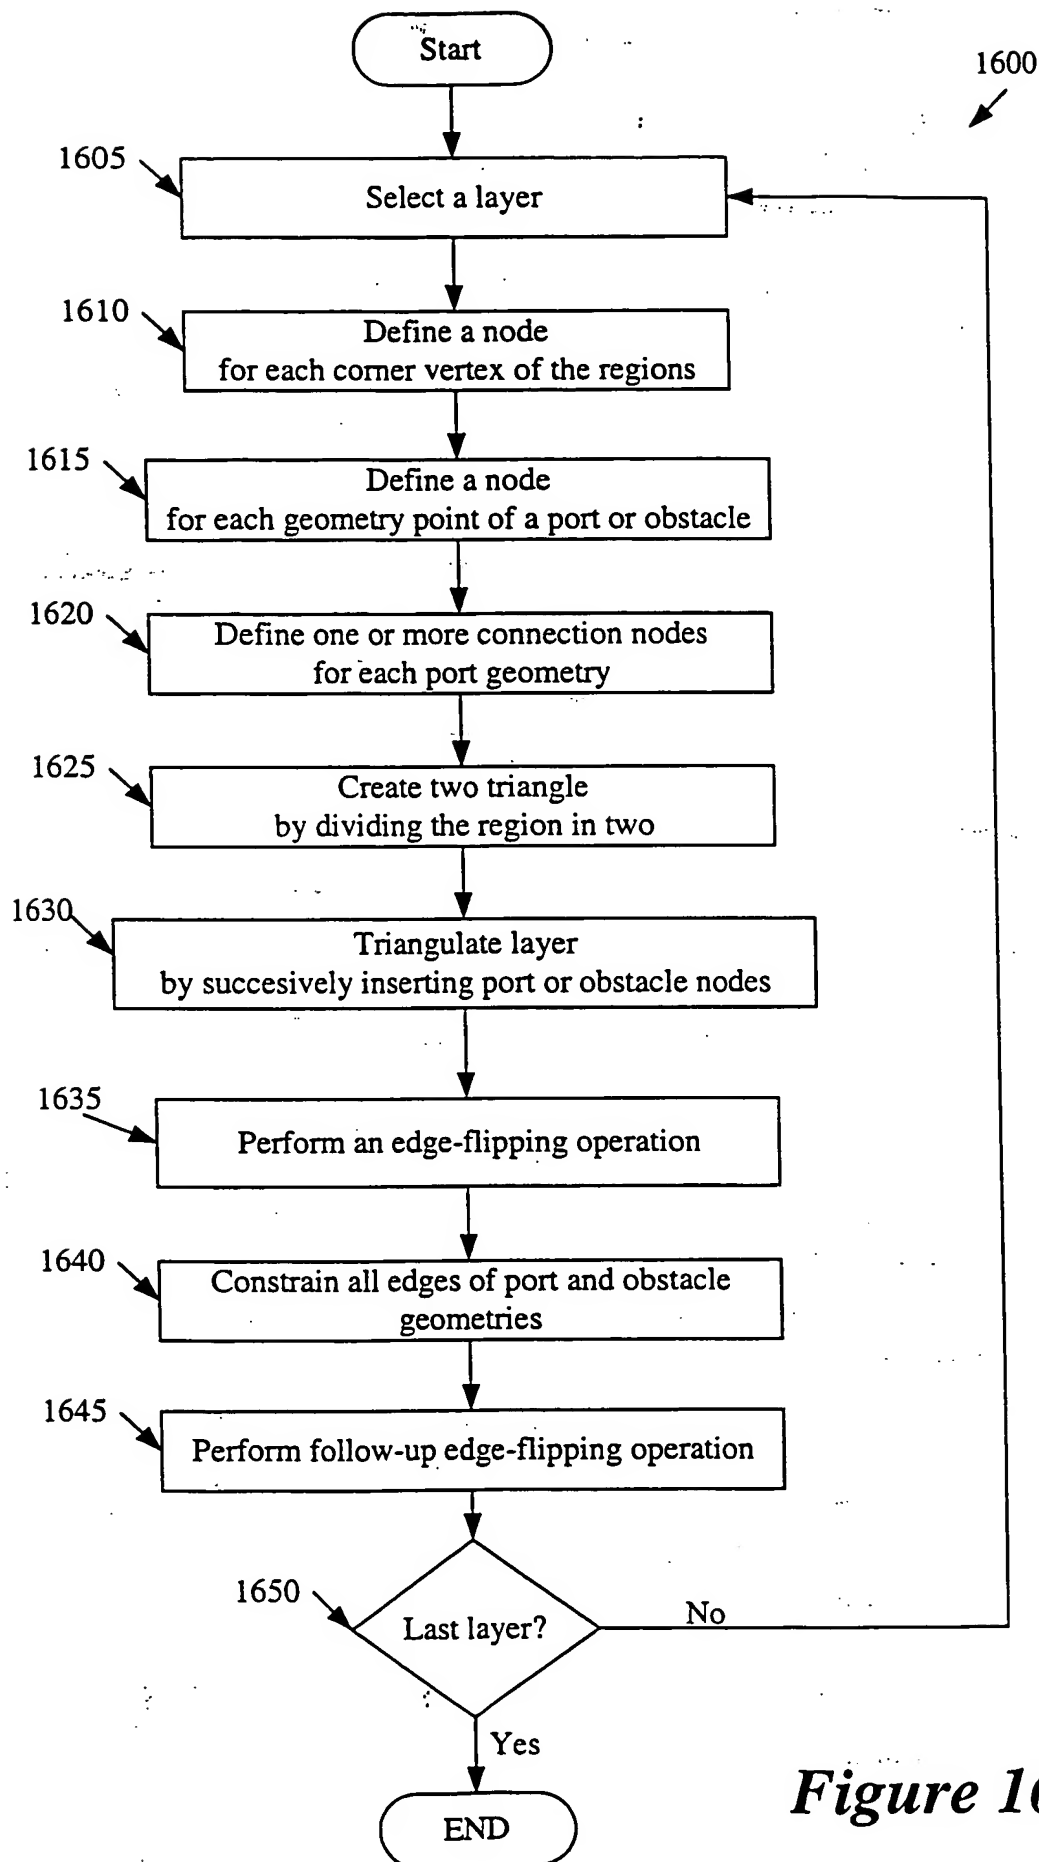 Start
1600
1605
Select a layer
1610
Define a node
for each corner vertex of the regions
1615
Define a node
for each geometry point of a port or obstacle
1620
Define one or more connection nodes
for each port geometry
1625
Create two triangle
by dividing the region in two
1630
Triangulate layer
by succesively inserting port or obstacle nodes
1635
Perform an edge-flipping operation
1640
Constrain all edges of port and obstacle
geometries
1645
Perform follow-up edge-flipping operation
1650
Last layer?
No
Yes
END
Figure 16